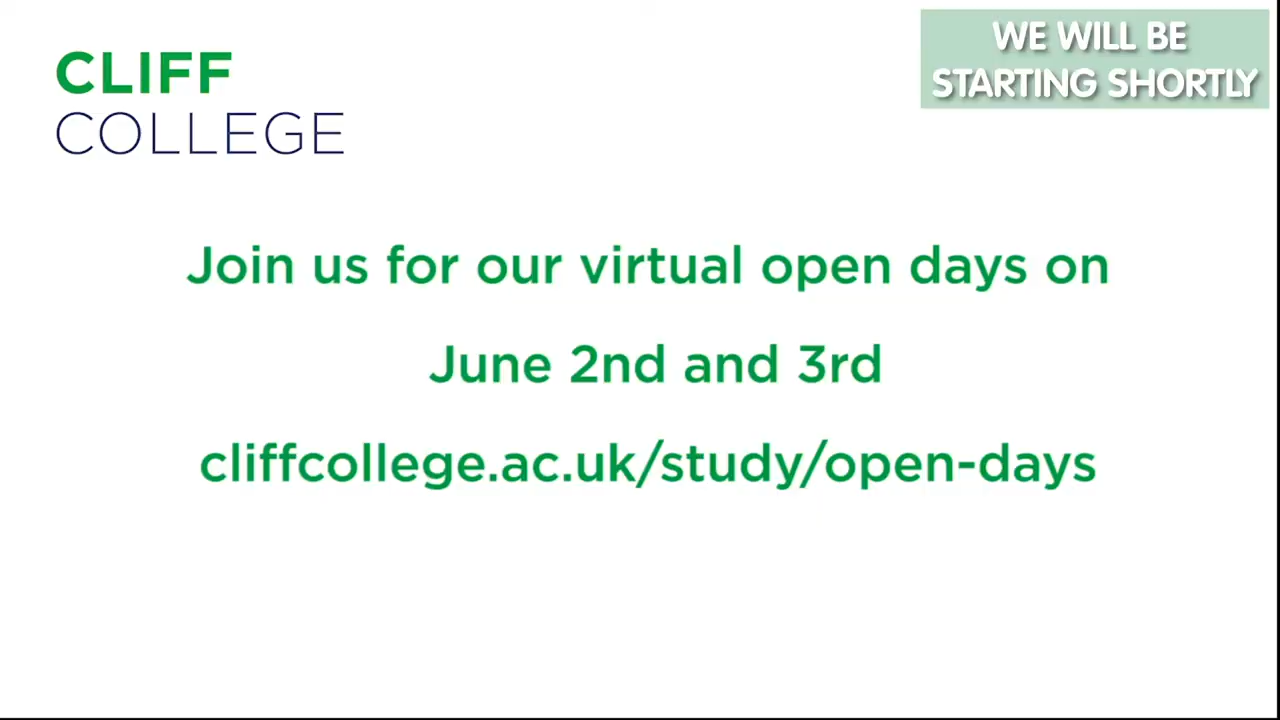 CLIFF
COLLEGE
WE WILL BE
STARTING SHORTLY
Join us for our virtual open days on
June 2nd and 3rd
cliffcollege.ac.uk/study/open-days